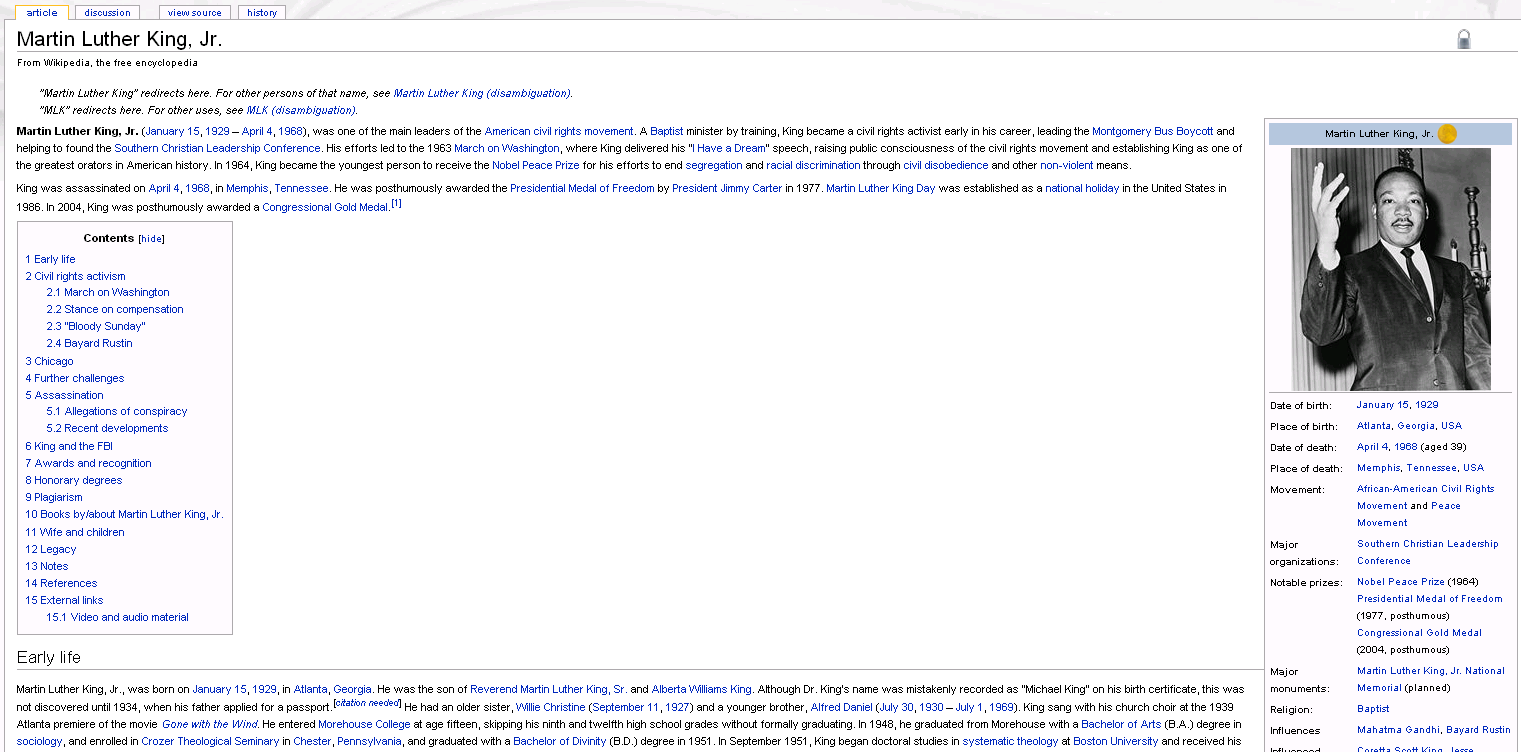 article discussion view source history
Martin Luther King, Jr.
From Wikipedia, the free encyclopedia
"Martin Luther King" redirects here. For other persons of that name, see Martin Luther King (disambiguation).
"MLK" redirects here. For other uses, see MLK (disambiguation).
Martin Luther King, Jr. (January 15, 1929 – April 4, 1968), was one of the main leaders of the American civil rights movement. A Baptist minister by training, King became a civil rights activist early in his career, leading the Montgomery Bus Boycott and
helping to found the Southern Christian Leadership Conference. His efforts led to the 1963 March on Washington, where King delivered his "I Have a Dream" speech, raising public consciousness of the civil rights movement and establishing King as one of
the greatest orators in American history. In 1964, King became the youngest person to receive the Nobel Peace Prize for his efforts to end segregation and racial discrimination through civil disobedience and other non-violent means.
King was assassinated on April 4, 1968, in Memphis, Tennessee. He was posthumously awarded the Presidential Medal of Freedom by President Jimmy Carter in 1977. Martin Luther King Day was established as a national holiday in the United States in
1986. In 2004, King was posthumously awarded a Congressional Gold Medal.[1]
Contents [hide]
1 Early life
2 Civil rights activism
2.1 March on Washington
2.2 Stance on compensation
2.3 "Bloody Sunday"
2.4 Bayard Rustin
3 Chicago
4 Further challenges
5 Assassination
5.1 Allegations of conspiracy
5.2 Recent developments
6 King and the FBI
7 Awards and recognition
8 Honorary degrees
9 Plagiarism
10 Books by/about Martin Luther King, Jr.
11 Wife and children
12 Legacy
13 Notes
14 References
15 External links
15.1 Video and audio material
Early life
Martin Luther King, Jr., was born on January 15, 1929, in Atlanta, Georgia. He was the son of Reverend Martin Luther King, Sr. and Alberta Williams King. Although Dr. King's name was mistakenly recorded as "Michael King" on his birth certificate, this was
not discovered until 1934, when his father applied for a passport.[citation needed] He had an older sister, Willie Christine (September 11, 1927) and a younger brother, Alfred Daniel (July 30, 1930 – July 1, 1969). King sang with his church choir at the 1939
Atlanta premiere of the movie Gone with the Wind. He entered Morehouse College at age fifteen, skipping his ninth and twelfth high school grades without formally graduating. In 1948, he graduated from Morehouse with a Bachelor of Arts (B.A.) degree in
sociology, and enrolled in Crozer Theological Seminary in Chester, Pennsylvania, and graduated with a Bachelor of Divinity (B.D.) degree in 1951. In September 1951, King began doctoral studies in systematic theology at Boston University and received his
Martin Luther King, Jr.
Date of birth: January 15, 1929
Place of birth: Atlanta, Georgia, USA
Date of death: April 4, 1968 (aged 39)
Place of death: Memphis, Tennessee, USA
Movement: African-American Civil Rights
Movement and Peace
Movement
Major Southern Christian Leadership
organizations: Conference
Notable prizes: Nobel Peace Prize (1964)
Presidential Medal of Freedom
(1977, posthumous)
Congressional Gold Medal
(2004, posthumous)
Major Martin Luther King, Jr. National
monuments: Memorial (planned)
Religion: Baptist
Influences Mahatma Gandhi, Bayard Rustin
Influenced Coretta Scott King, Jesse